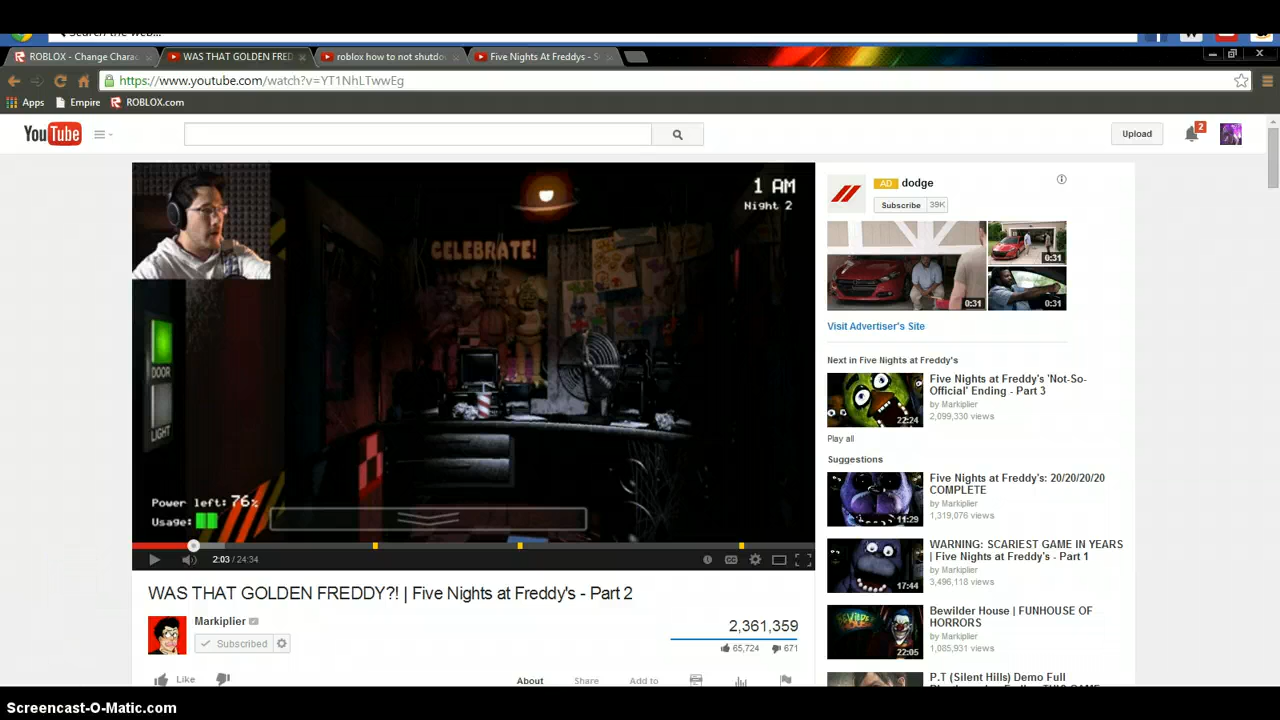 ROBLOX - Change Charac
WAS THAT GOLDEN FRED
roblox how to not shutdo
Five Nights At Freddys - S
https://www.youtube.com/watch?v=YT1NhLTwwEg
Apps
Empire
ROBLOX.com
YouTube
Upload
2
1 AM
Night 2
CELEBRATE!
DOOR
LIGHT
Power left: 76%
Usage:
2:03 / 24:34
CC
WAS THAT GOLDEN FREDDY?! | Five Nights at Freddy's - Part 2
Markiplier
Subscribed
2,361,359
65,724
671
Like
About
Share
Add to
AD dodge
Subscribe 39K
0:31
0:31
0:31
Visit Advertiser's Site
Next in Five Nights at Freddy's
Five Nights at Freddy's 'Not-So-
Official' Ending - Part 3
by Markiplier
2,099,330 views
22:24
Play all
Suggestions
Five Nights at Freddy's: 20/20/20/20
COMPLETE
by Markiplier
1,319,076 views
11:29
WARNING: SCARIEST GAME IN YEARS
| Five Nights at Freddy's - Part 1
by Markiplier
3,496,118 views
17:44
Bewilder House | FUNHOUSE OF
HORRORS
by Markiplier
1,085,931 views
22:05
P.T (Silent Hills) Demo Full
Screencast-O-Matic.com